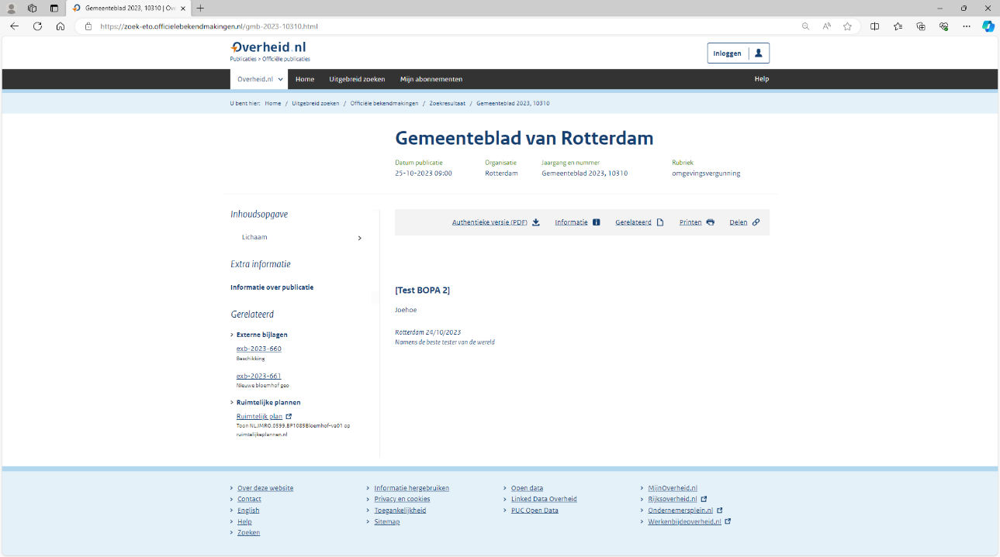 Gemeenteblad 2023, 10310 | Ov
https://zoek-eto.officielebekendmakingen.nl/gmb-2023-10310.html
Overheid.nl
Publicaties > Officiële publicaties
Inloggen
Overheid.nl Home Uitgebreid zoeken Mijn abonnementen Help
U bent hier: Home / Uitgebreid zoeken / Officiële bekendmakingen / Zoekresultaat / Gemeenteblad 2023, 10310
Gemeenteblad van Rotterdam
Datum publicatie Organisatie Jaargang en nummer Rubriek
25-10-2023 09:00 Rotterdam Gemeenteblad 2023, 10310 omgevingsvergunning
Authentieke versie (PDF) Informatie Gerelateerd Printen Delen
Inhoudsopgave
Lichaam
Extra informatie
Informatie over publicatie
Gerelateerd
Externe bijlagen
exb-2023-660
Beschikking
exb-2023-661
Nieuwe bloemhof geo
Ruimtelijke plannen
Ruimtelijk plan
Toon NL.IMRO.0599.BP1085Bloemhof-va01 op
ruimtelijkeplannen.nl
[Test BOPA 2]
Joehoe
Rotterdam 24/10/2023
Namens de beste tester van de wereld
Over deze website
Contact
English
Help
Zoeken
Informatie hergebruiken
Privacy en cookies
Toegankelijkheid
Sitemap
Open data
Linked Data Overheid
PUC Open Data
MijnOverheid.nl
Rijksoverheid.nl
Ondernemersplein.nl
Werkenbijdeoverheid.nl